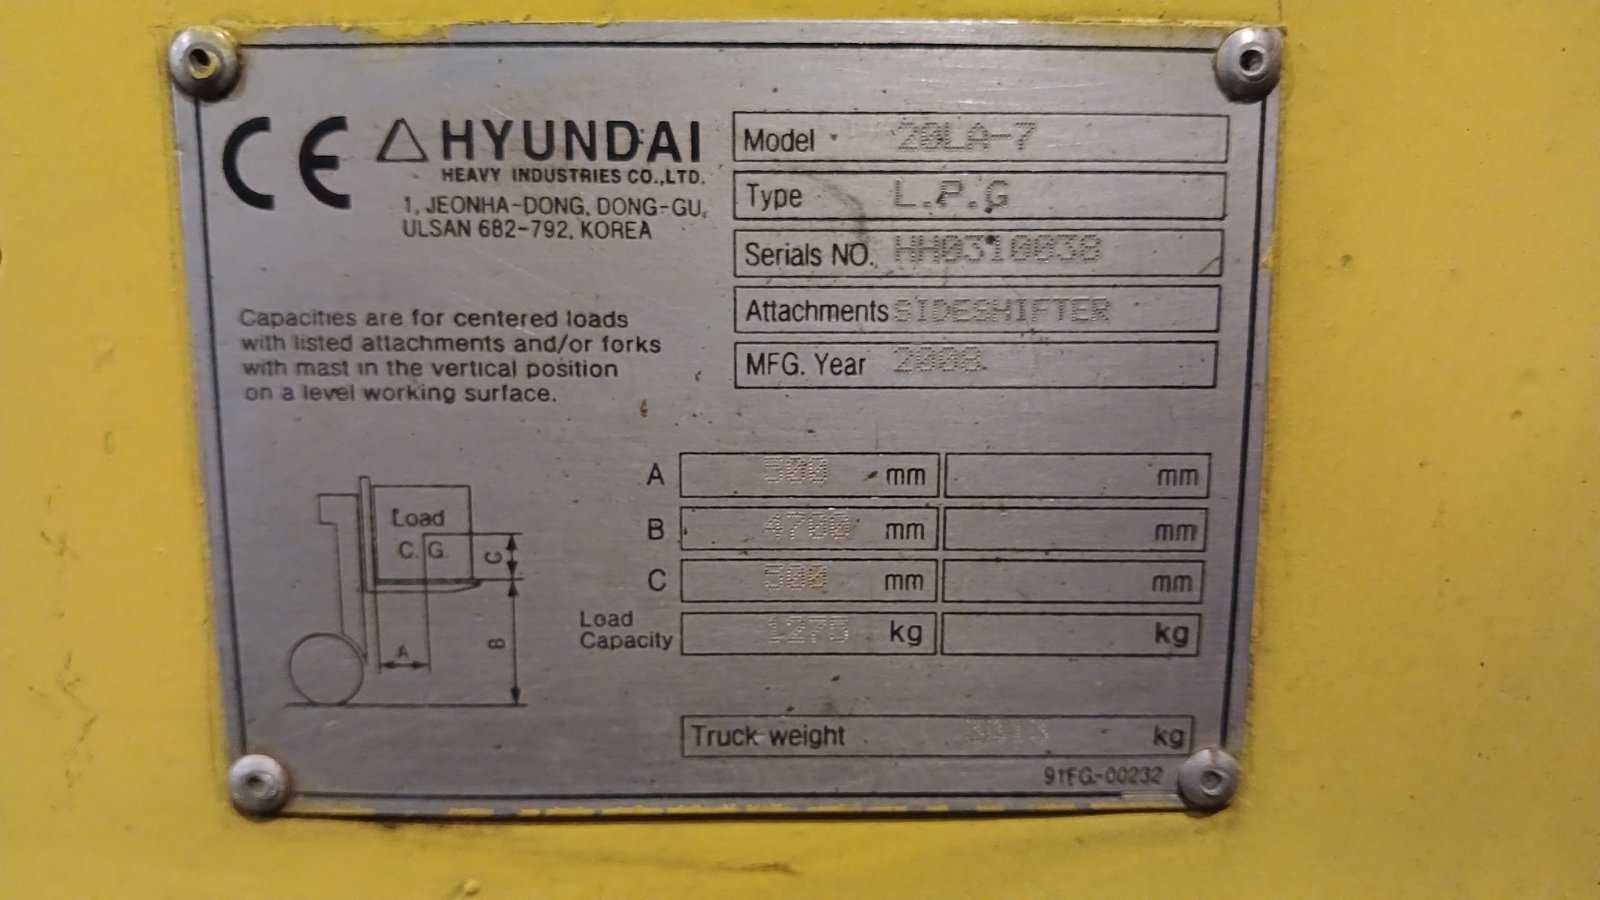 CE HYUNDAI
HEAVY INDUSTRIES CO.,LTD.
1, JEONHA-DONG, DONG-GU,
ULSAN 682-792, KOREA
Model 20LA-7
Type L.P.G
Serials NO. HH0310038
Attachments SIDESHIFTER
MFG. Year 2008
Capacities are for centered loads
with listed attachments and/or forks
with mast in the vertical position
on a level working surface.
Load
C. G.
A
B
C
A 500 mm mm
B 4700 mm mm
C 500 mm mm
Load
Capacity kg kg
Truck weight kg
91FG-00232